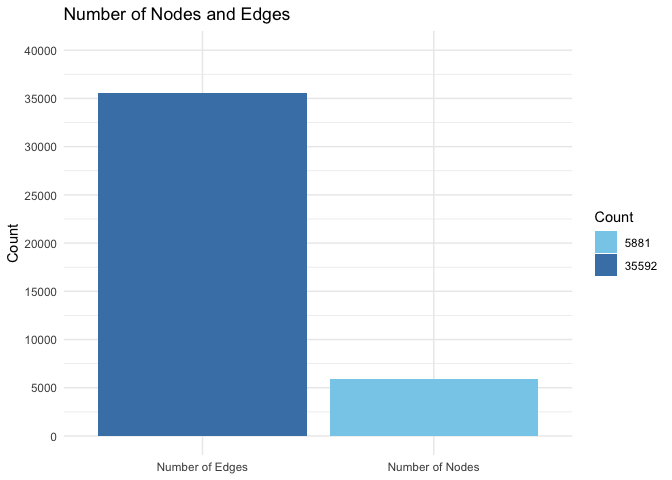 Number of Nodes and Edges
Count
40000
35000
30000
25000
20000
15000
10000
5000
0
Number of Edges
Number of Nodes
Count
5881
35592